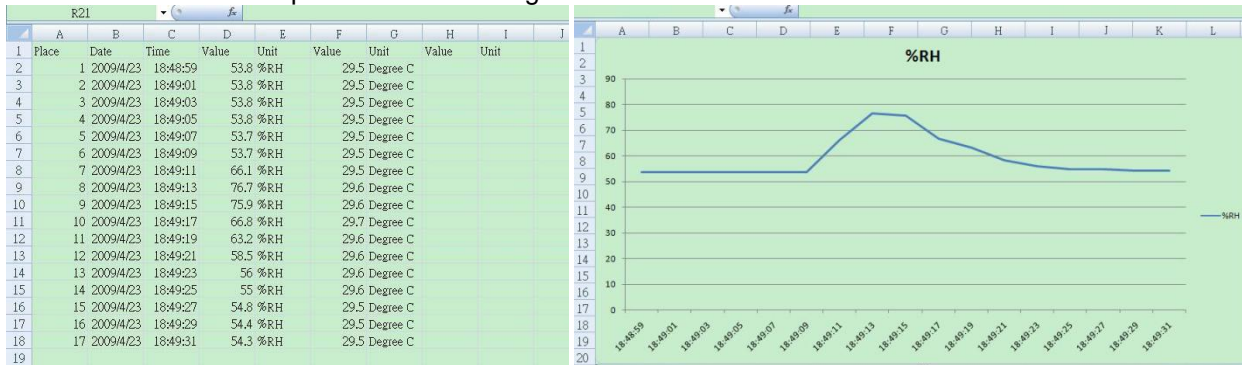 R21 fx
A B C D E F G H I J
1 Place Date Time Value Unit Value Unit Value Unit
2 1 2009/4/23 18:48:59 53.8 %RH 29.5 Degree C
3 2 2009/4/23 18:49:01 53.8 %RH 29.5 Degree C
4 3 2009/4/23 18:49:03 53.8 %RH 29.5 Degree C
5 4 2009/4/23 18:49:05 53.8 %RH 29.5 Degree C
6 5 2009/4/23 18:49:07 53.7 %RH 29.5 Degree C
7 6 2009/4/23 18:49:09 53.7 %RH 29.5 Degree C
8 7 2009/4/23 18:49:11 66.1 %RH 29.5 Degree C
9 8 2009/4/23 18:49:13 76.7 %RH 29.6 Degree C
10 9 2009/4/23 18:49:15 75.9 %RH 29.6 Degree C
11 10 2009/4/23 18:49:17 66.8 %RH 29.7 Degree C
12 11 2009/4/23 18:49:19 63.2 %RH 29.6 Degree C
13 12 2009/4/23 18:49:21 58.5 %RH 29.6 Degree C
14 13 2009/4/23 18:49:23 56 %RH 29.6 Degree C
15 14 2009/4/23 18:49:25 55 %RH 29.6 Degree C
16 15 2009/4/23 18:49:27 54.8 %RH 29.5 Degree C
17 16 2009/4/23 18:49:29 54.4 %RH 29.5 Degree C
18 17 2009/4/23 18:49:31 54.3 %RH 29.5 Degree C
19
fx
A B C D E F G H I J K L
1
2
3
4
5
6
7
8
9
10
11
12
13
14
15
16
17
18
19
20
%RH
90
80
70
60
50
40
30
20
10
0
18:48:59 18:49:01 18:49:03 18:49:05 18:49:07 18:49:09 18:49:11 18:49:13 18:49:15 18:49:17 18:49:19 18:49:21 18:49:23 18:49:25 18:49:27 18:49:29 18:49:31
%RH